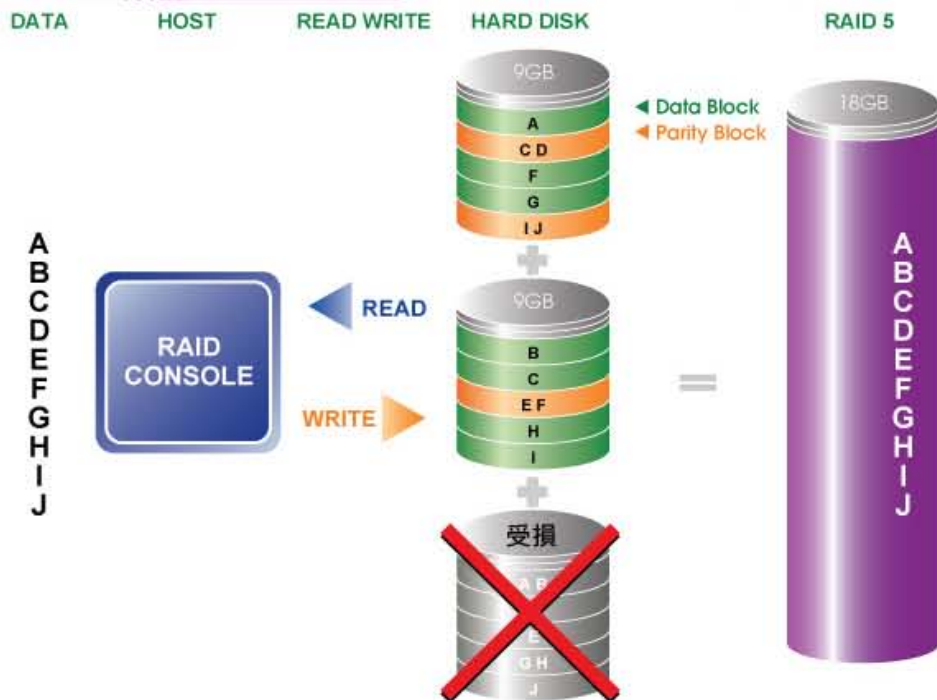 DATA HOST READ WRITE HARD DISK RAID 5
9GB
A
C D
F
G
I J
◀ Data Block
◀ Parity Block
18GB
A
B
C
D
E
F
G
H
I
J
RAID
CONSOLE
READ
WRITE
+
9GB
B
C
E F
H
I
=
A
B
C
D
E
F
G
H
I
J
+
受損
A B
E
G H
J